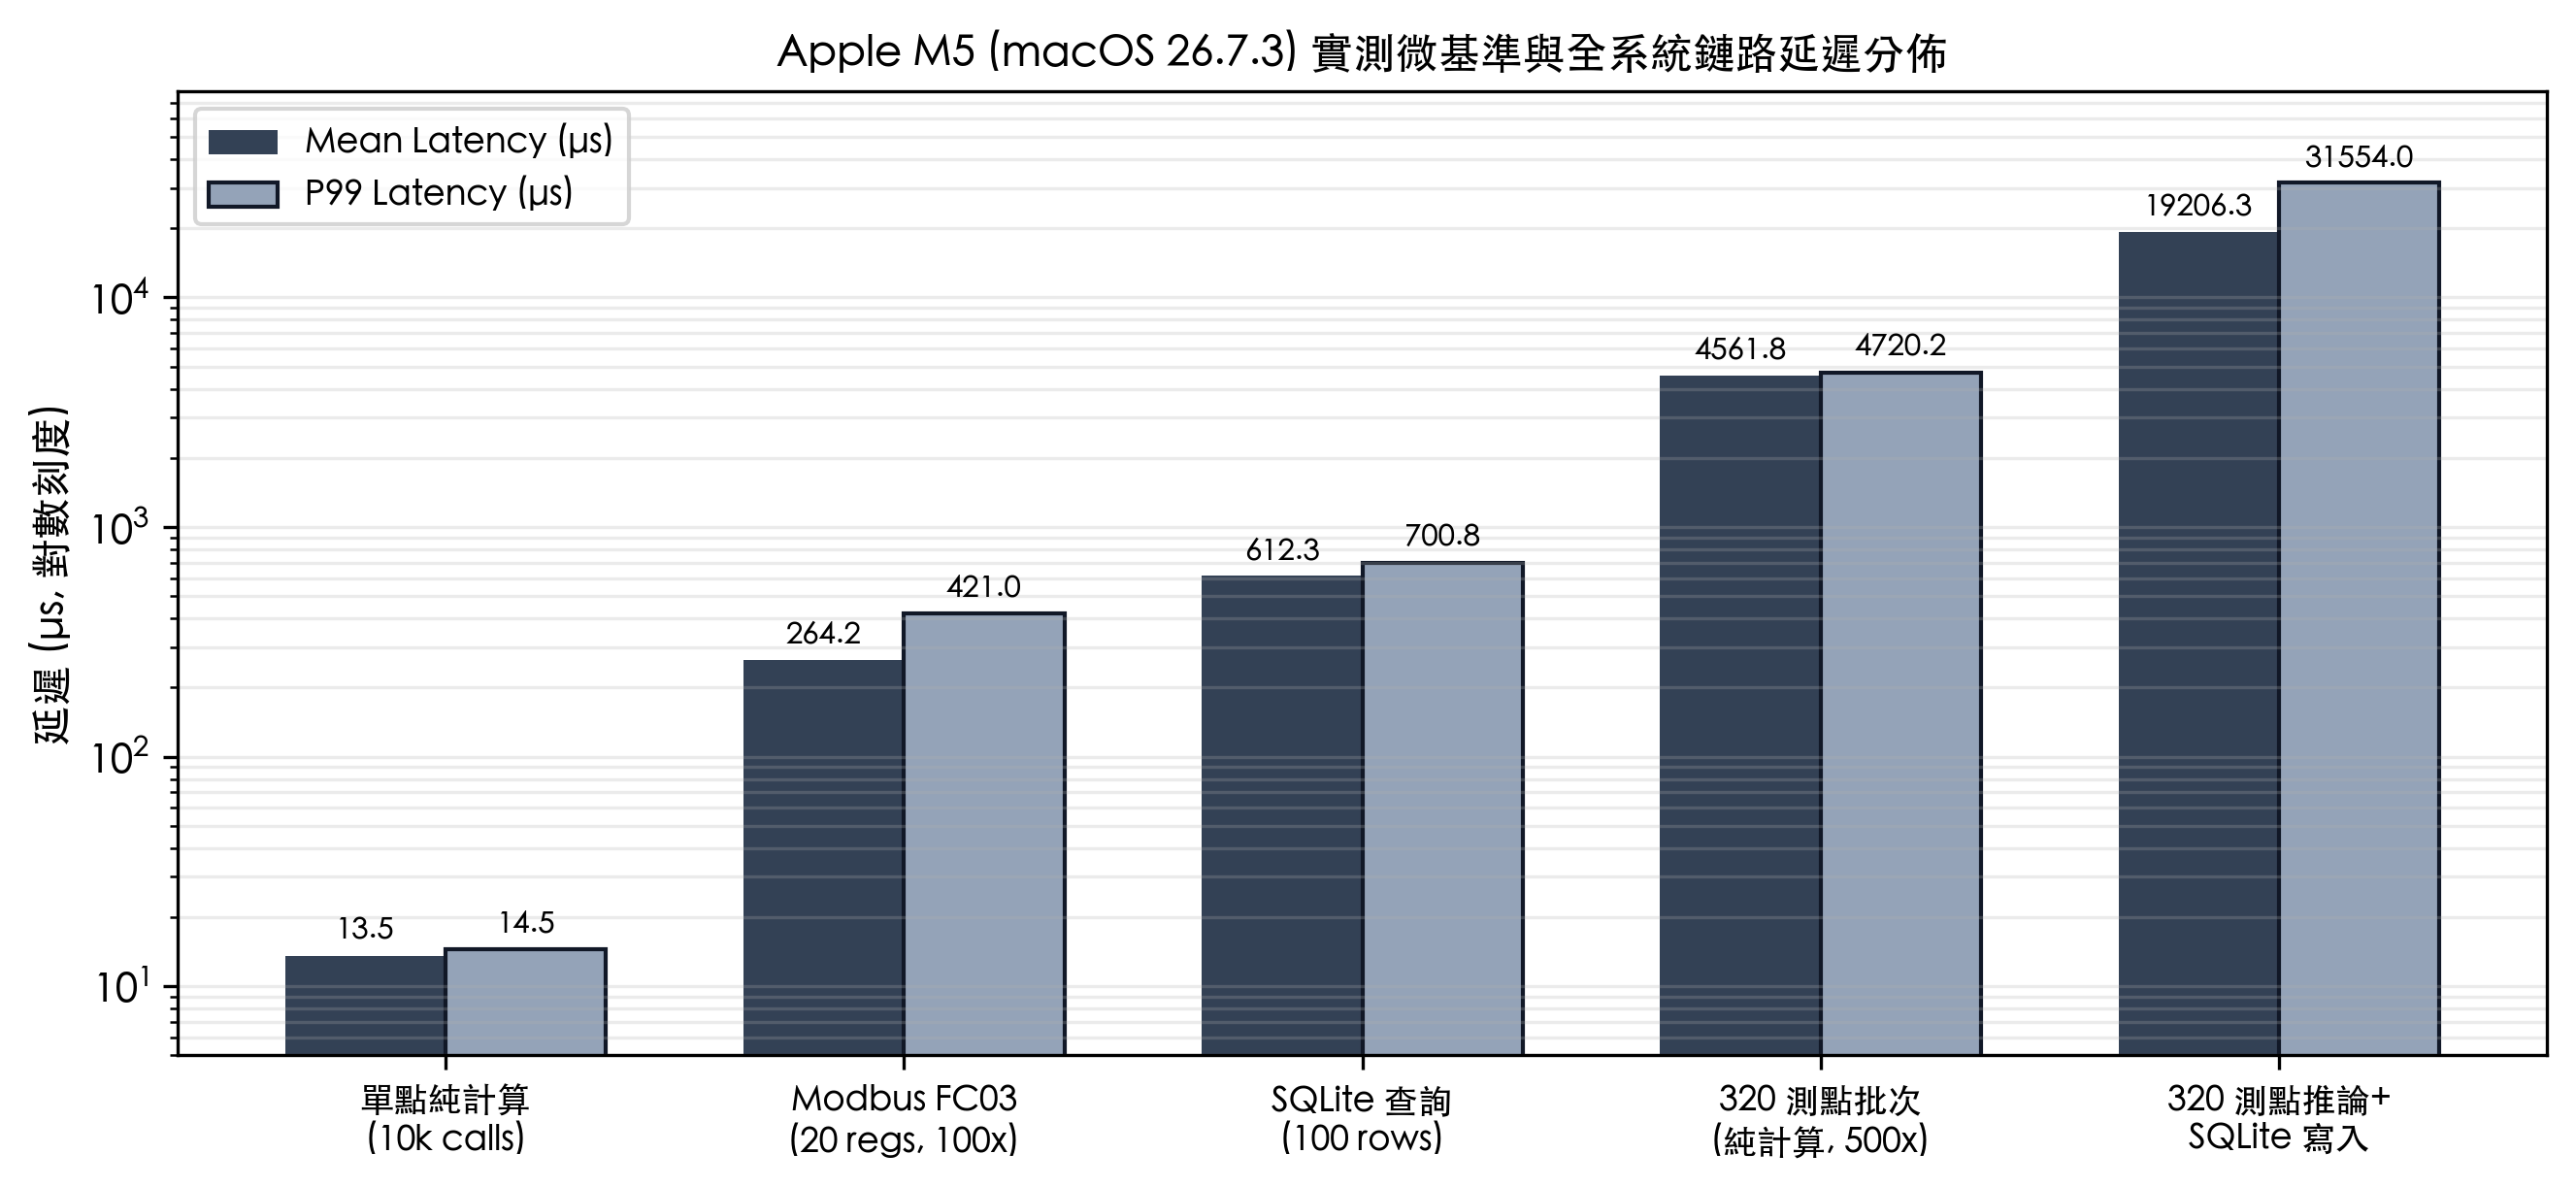 Apple M5 (macOS 26.7.3) 實測微基準與全系統鏈路延遲分佈
Mean Latency (μs)
P99 Latency (μs)
延遲 (μs, 對數刻度)
10⁴
10³
10²
10¹
13.5
14.5
264.2
421.0
612.3
700.8
4561.8
4720.2
19206.3
31554.0
單點純計算
(10k calls)
Modbus FC03
(20 regs, 100x)
SQLite 查詢
(100 rows)
320 測點批次
(純計算, 500x)
320 測點推論+
SQLite 寫入